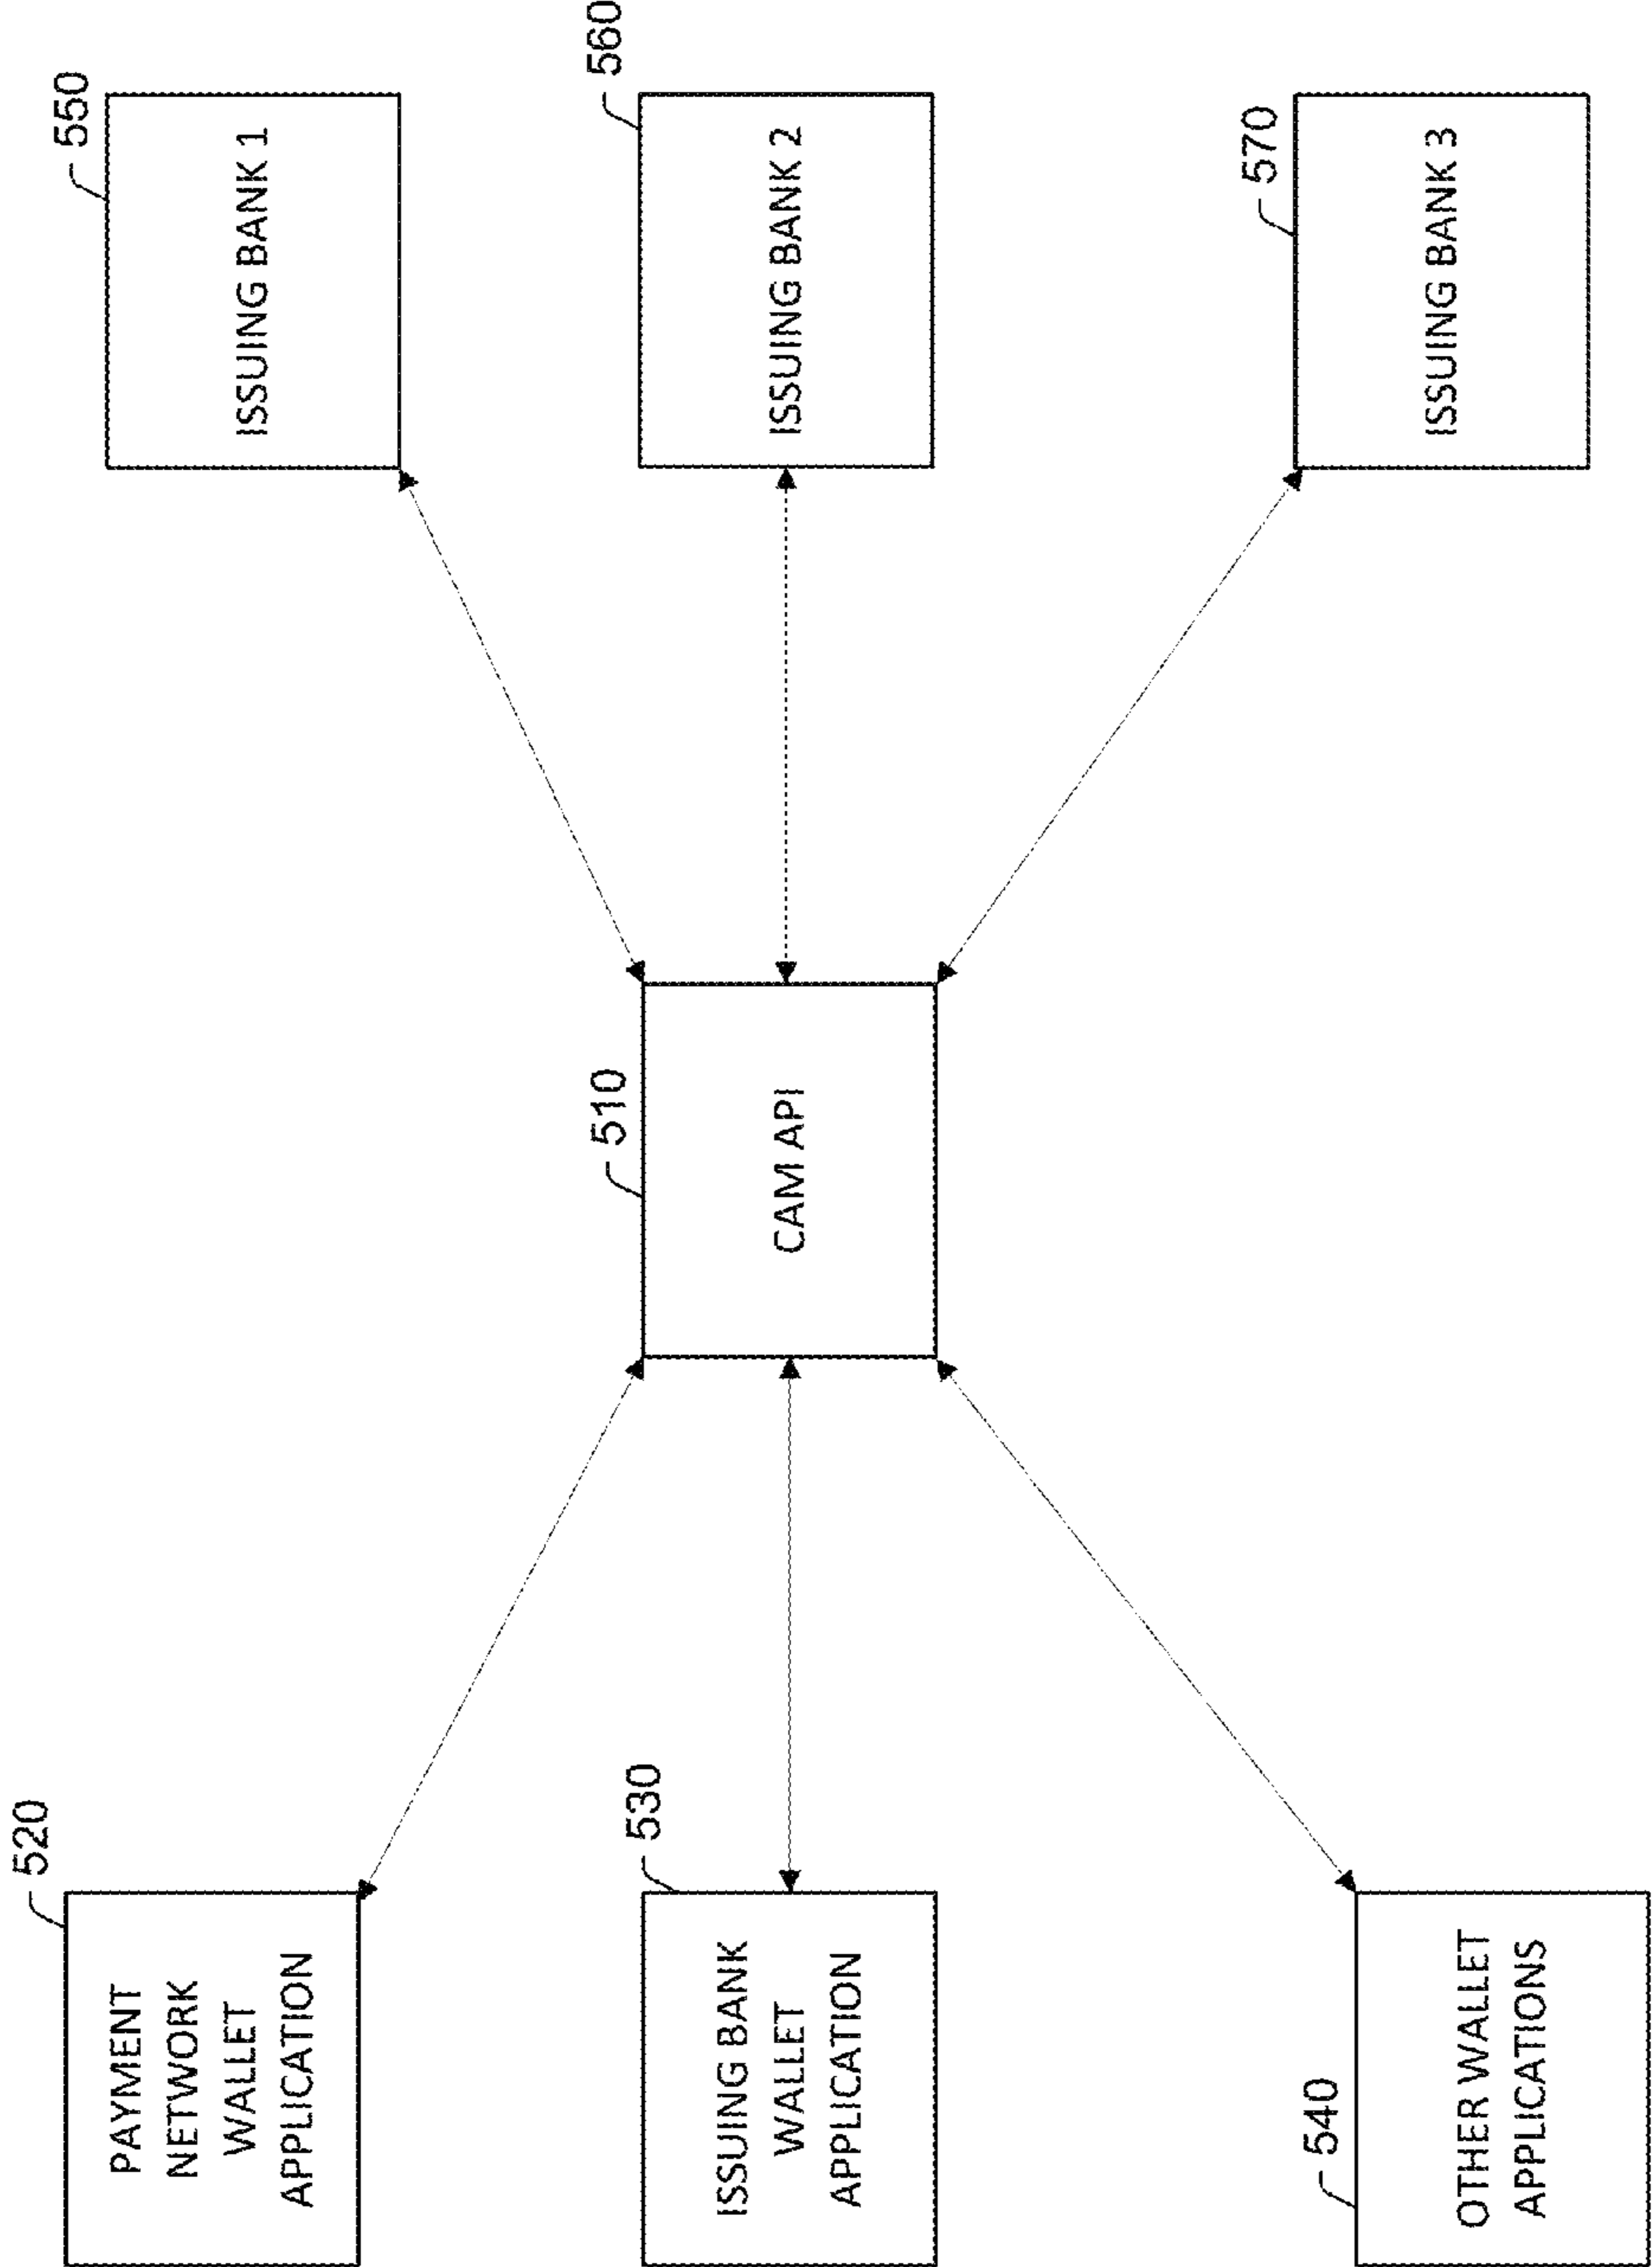 520
PAYMENT
NETWORK
WALLET
APPLICATION
530
ISSUING BANK
WALLET
APPLICATION
540
OTHER WALLET
APPLICATIONS
510
CAM API
550
ISSUING BANK 1
560
ISSUING BANK 2
570
ISSUING BANK 3